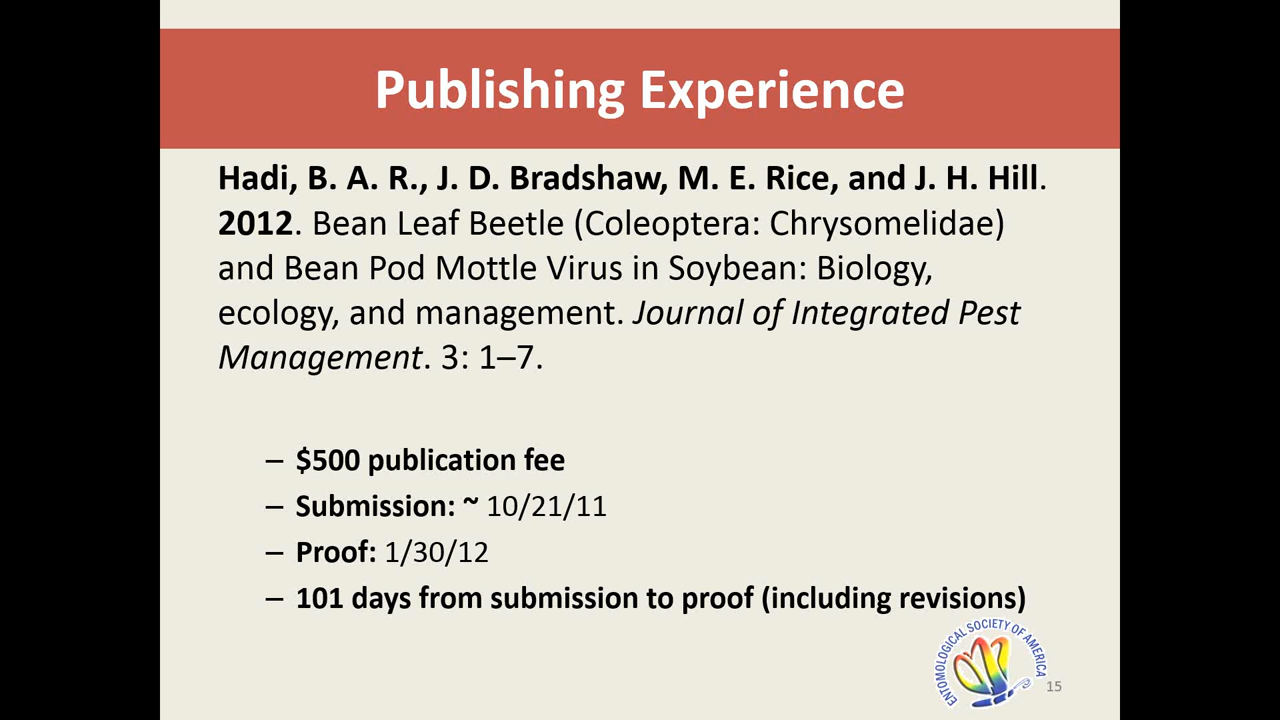 Publishing Experience
Hadi, B. A. R., J. D. Bradshaw, M. E. Rice, and J. H. Hill.
2012. Bean Leaf Beetle (Coleoptera: Chrysomelidae)
and Bean Pod Mottle Virus in Soybean: Biology,
ecology, and management. Journal of Integrated Pest
Management. 3: 1–7.
– $500 publication fee
– Submission: ~ 10/21/11
– Proof: 1/30/12
– 101 days from submission to proof (including revisions)
ENTOMOLOGICAL SOCIETY OF AMERICA
15